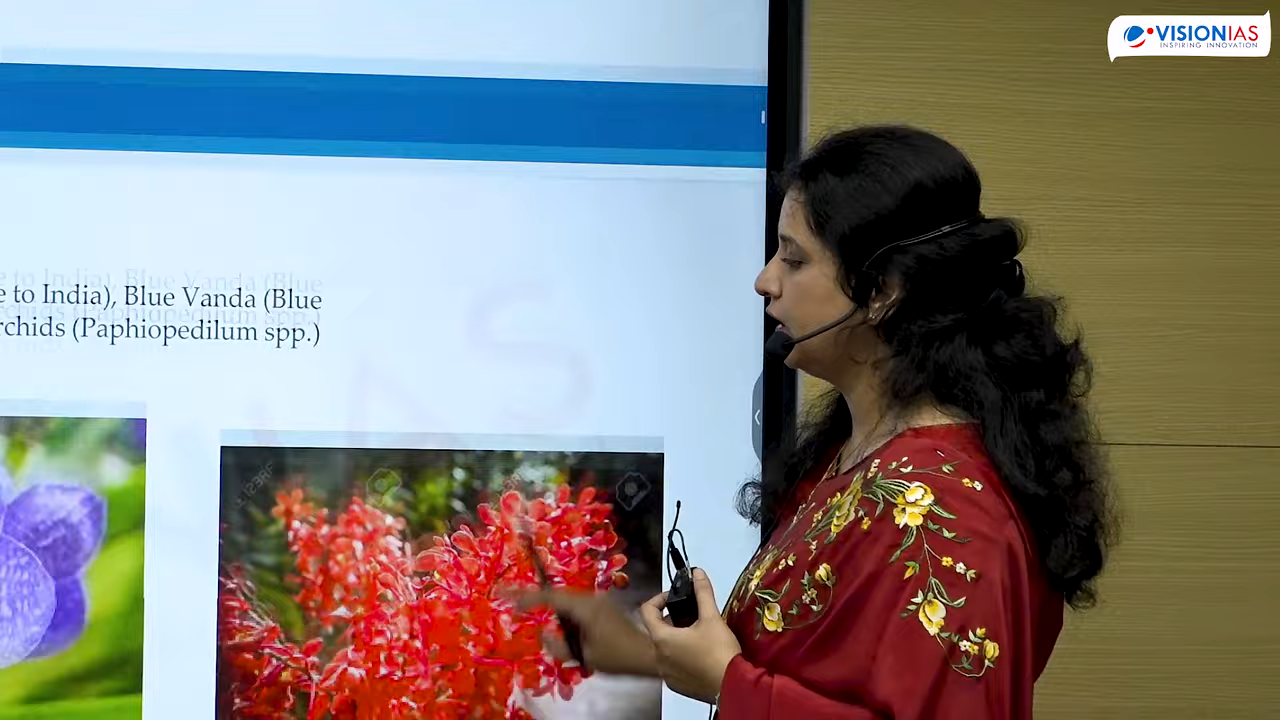 VISIONIAS
INSPIRING INNOVATION
e to India), Blue Vanda (Blue
rchids (Paphiopedilum spp.)